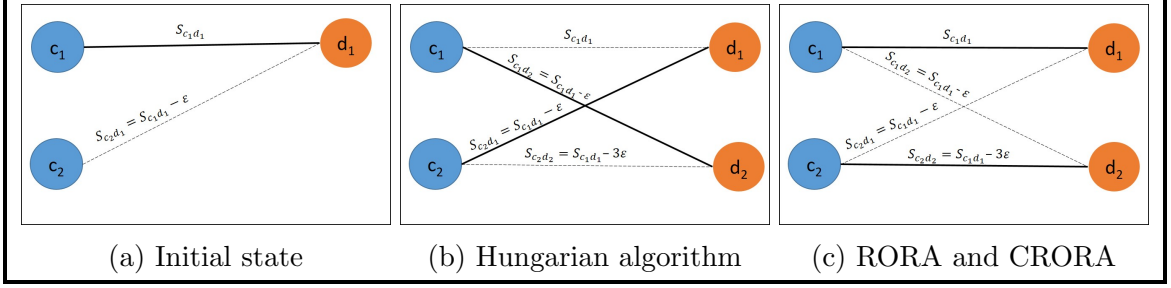 c₁
S_{c₁d₁}
d₁
S_{c₂d₁} = S_{c₁d₁} − ε
c₂
(a) Initial state
c₁
S_{c₁d₁}
d₁
S_{c₁d₂} = S_{c₁d₁}-ε
S_{c₂d₁} = S_{c₁d₁} − ε
c₂
S_{c₂d₂} = S_{c₁d₁} - 3ε
d₂
(b) Hungarian algorithm
c₁
S_{c₁d₁}
d₁
S_{c₁d₂} = S_{c₁d₁}-ε
S_{c₂d₁} = S_{c₁d₁} − ε
c₂
S_{c₂d₂} = S_{c₁d₁} - 3ε
d₂
(c) RORA and CRORA